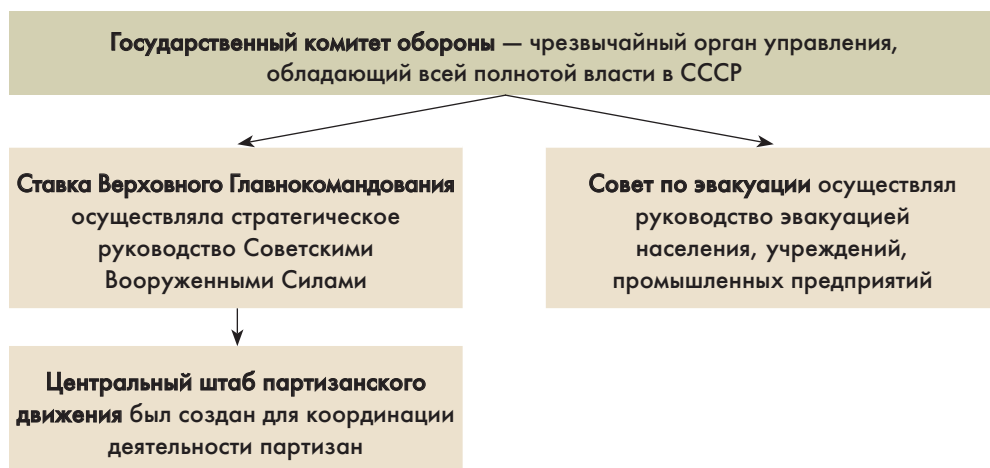 Государственный комитет обороны — чрезвычайный орган управления,
обладающий всей полнотой власти в СССР
Ставка Верховного Главнокомандования
осуществляла стратегическое
руководство Советскими
Вооруженными Силами
Совет по эвакуации осуществлял
руководство эвакуацией
населения, учреждений,
промышленных предприятий
Центральный штаб партизанского
движения был создан для координации
деятельности партизан